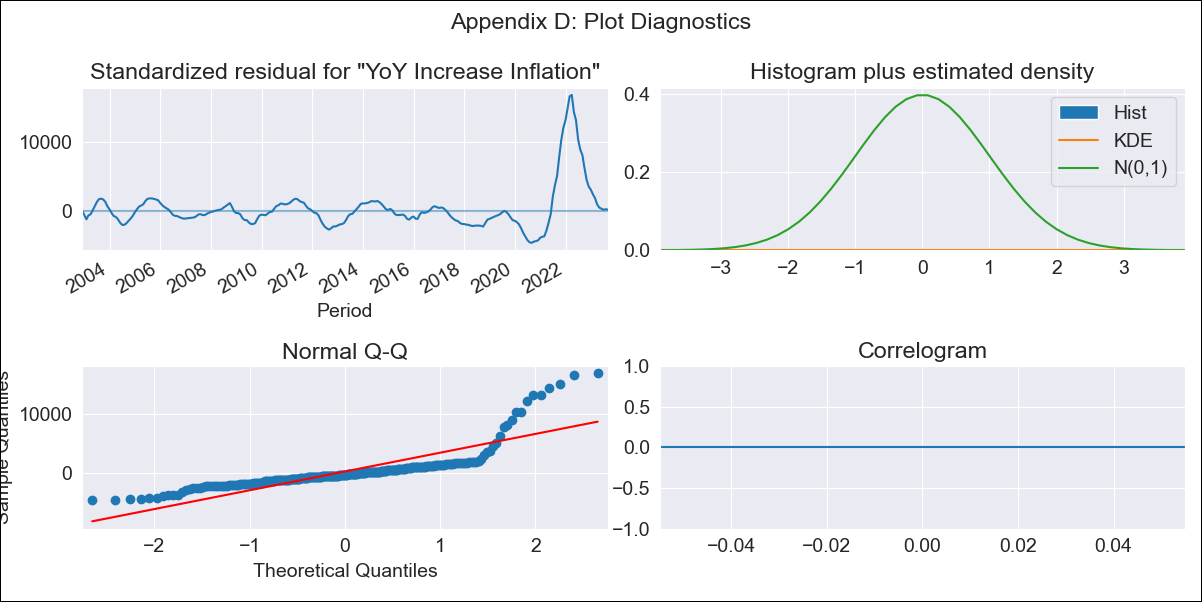 Appendix D: Plot Diagnostics
Standardized residual for "YoY Increase Inflation"
10000
0
2004 2006 2008 2010 2012 2014 2016 2018 2020 2022
Period
Histogram plus estimated density
0.4
0.2
0.0
Hist
KDE
N(0,1)
−3 −2 −1 0 1 2 3
Normal Q-Q
Sample Quantiles
10000
0
−2 −1 0 1 2
Theoretical Quantiles
Correlogram
1.0
0.5
0.0
−0.5
−1.0
−0.04 −0.02 0.00 0.02 0.04